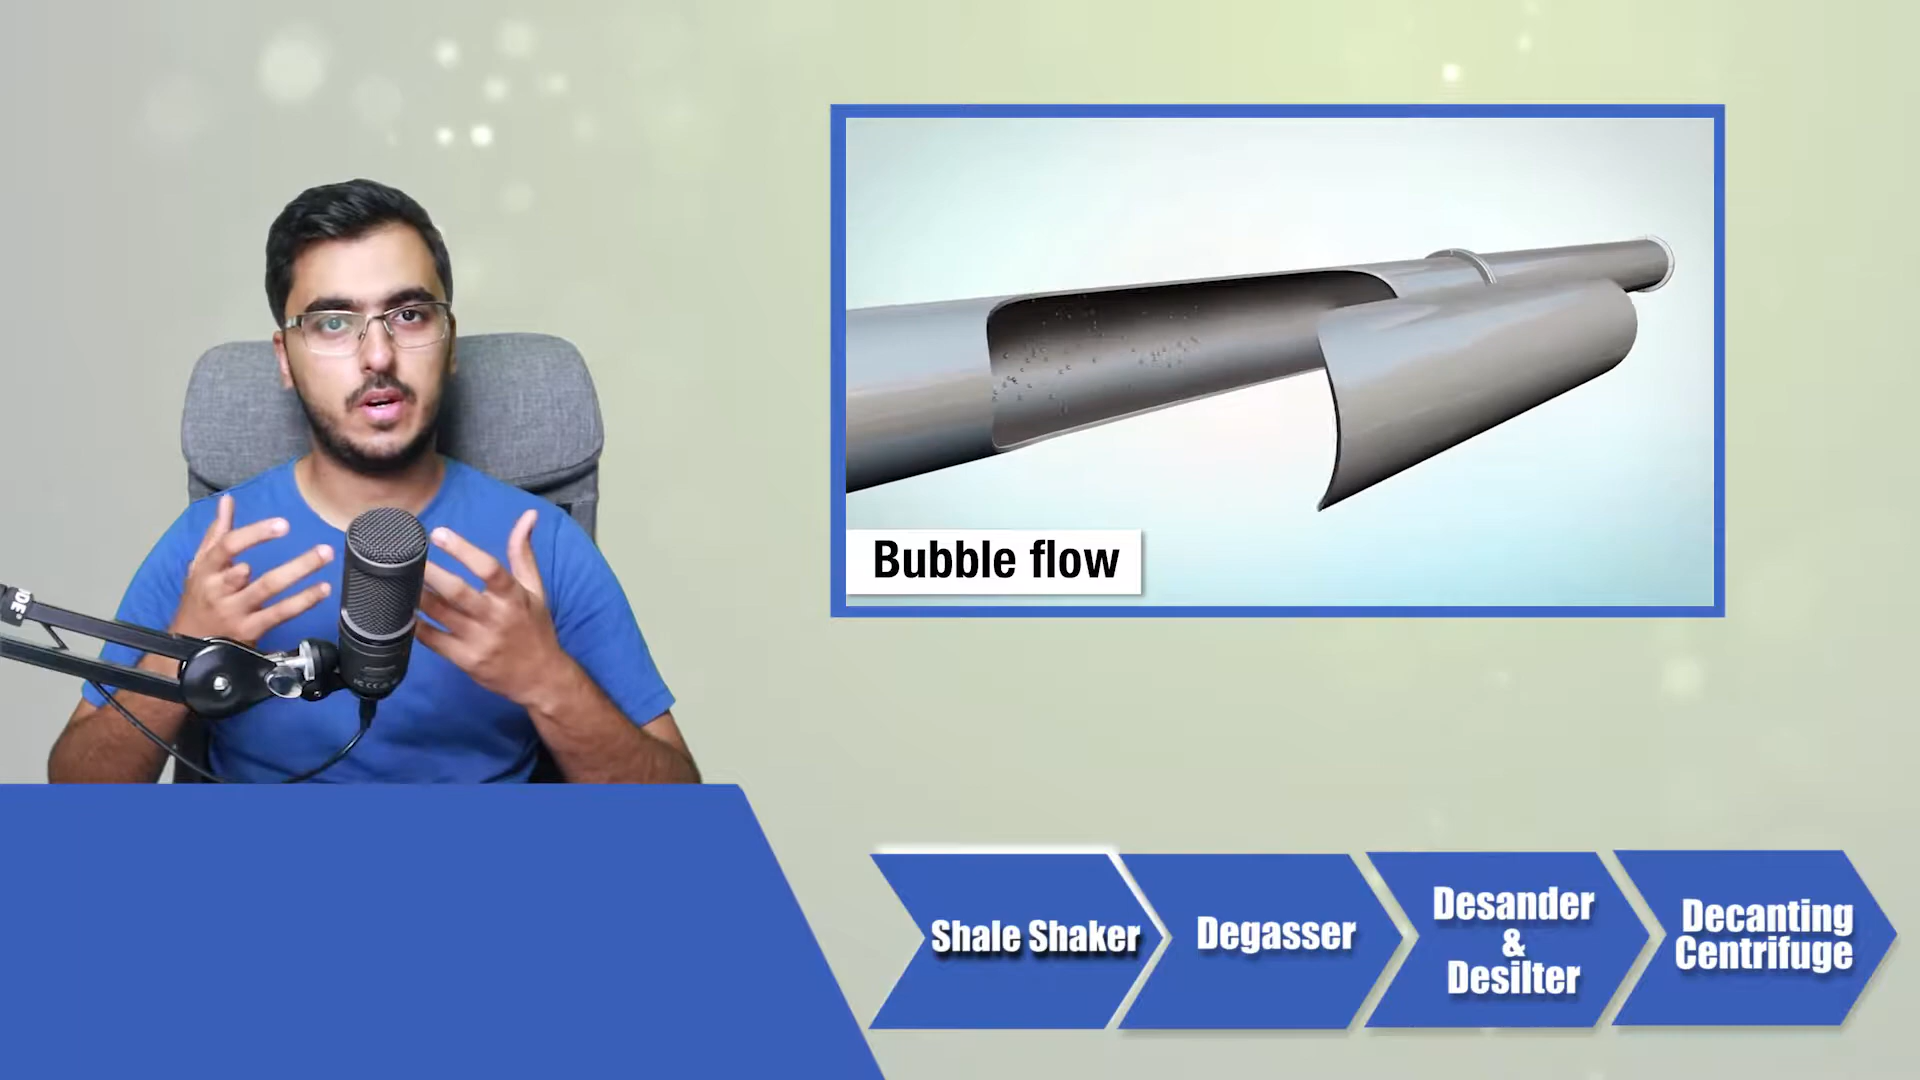 Bubble flow
Shale Shaker
Degasser
Desander
&
Desilter
Decanting
Centrifuge